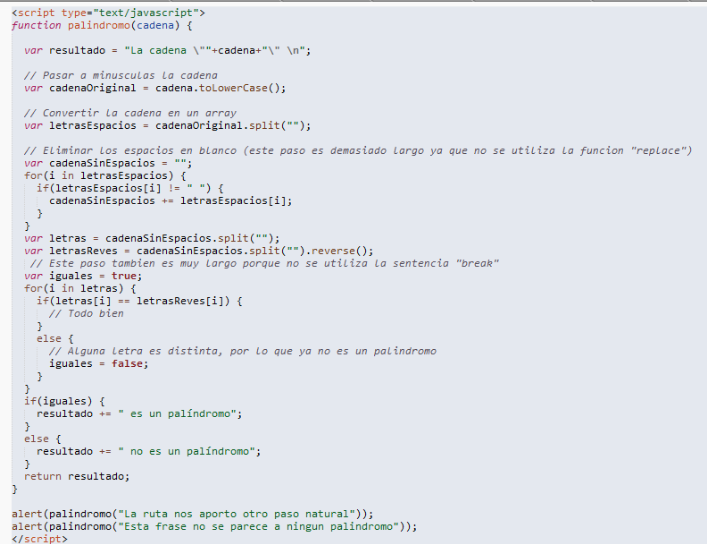 <script type="text/javascript">
function palindromo(cadena) {
var resultado = "La cadena \""+cadena+"\" \n";
// Pasar a minusculas la cadena
var cadenaOriginal = cadena.toLowerCase();
// Convertir la cadena en un array
var letrasEspacios = cadenaOriginal.split("");
// Eliminar los espacios en blanco (este paso es demasiado largo ya que no se utiliza la funcion "replace")
var cadenaSinEspacios = "";
for(i in letrasEspacios) {
if(letrasEspacios[i] != " ") {
cadenaSinEspacios += letrasEspacios[i];
}
}
var letras = cadenaSinEspacios.split("");
var letrasReves = cadenaSinEspacios.split("").reverse();
// Este paso tambien es muy largo porque no se utiliza la sentencia "break"
var iguales = true;
for(i in letras) {
if(letras[i] == letrasReves[i]) {
// Todo bien
}
else {
// Alguna letra es distinta, por lo que ya no es un palindromo
iguales = false;
}
}
if(iguales) {
resultado += " es un palíndromo";
}
else {
resultado += " no es un palíndromo";
}
return resultado;
}
alert(palindromo("La ruta nos aporto otro paso natural"));
alert(palindromo("Esta frase no se parece a ningun palindromo"));
</script>